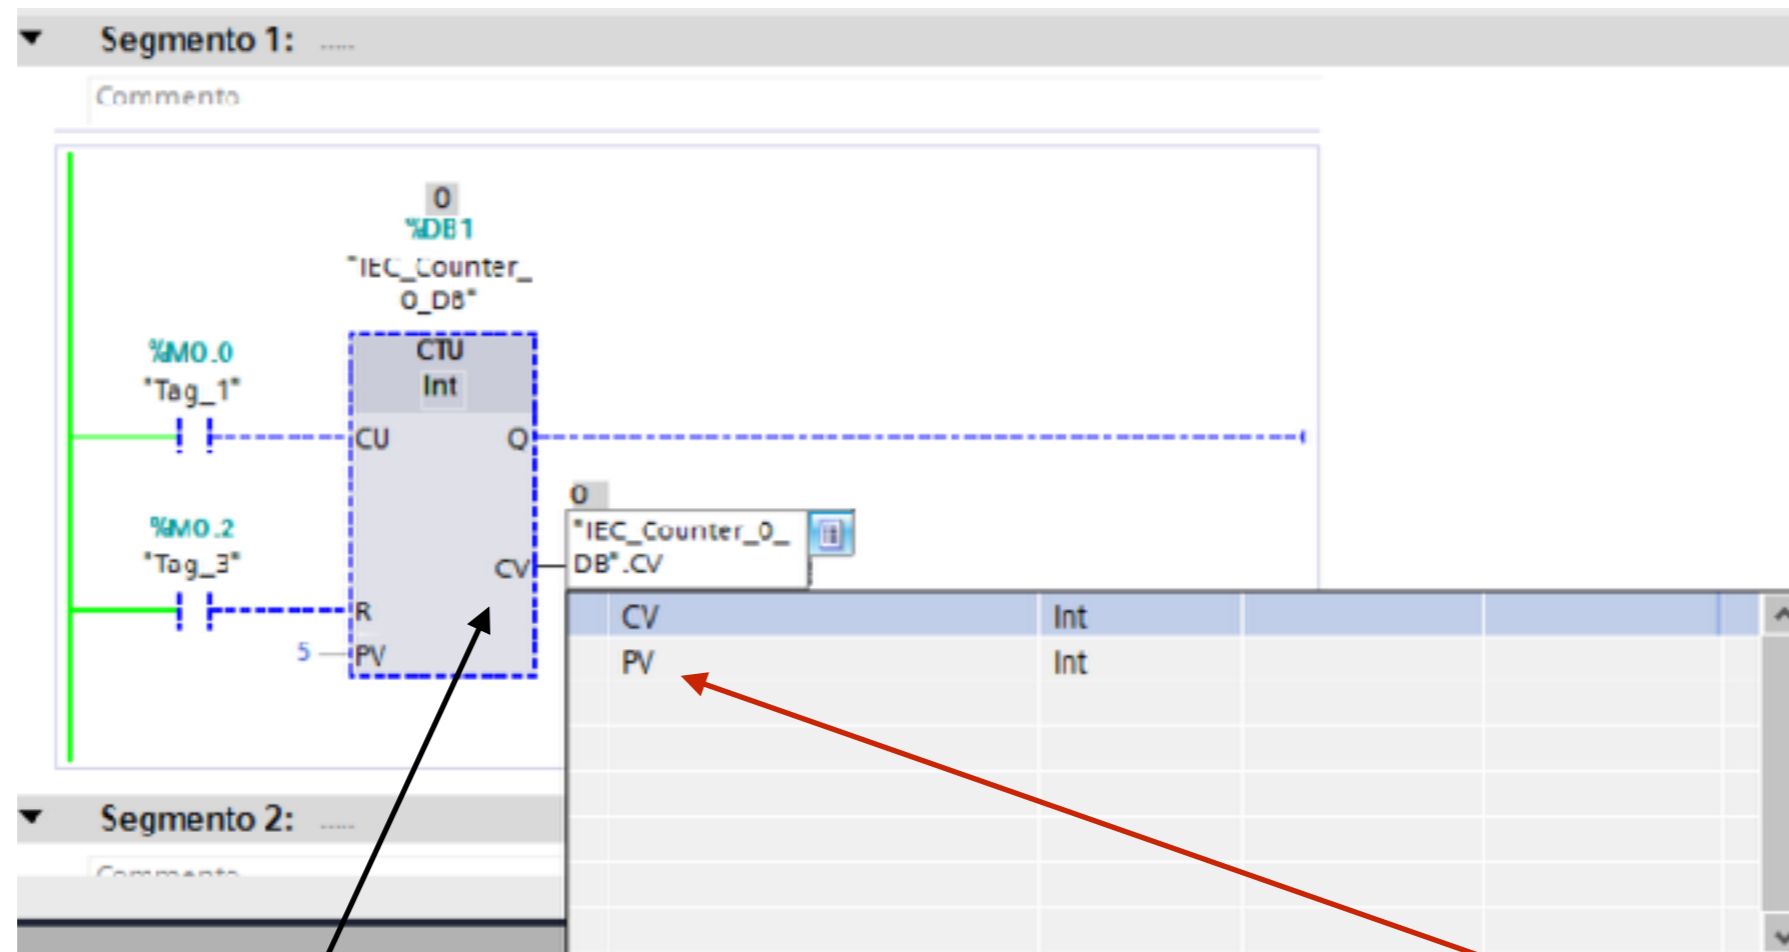 Segmento 1: .....
Commento
0
%DB1
"IEC_Counter_
0_DB"
%M0.0
"Tag_1"
CTU
Int
CU
Q
0
"IEC_Counter_0_
DB".CV
%M0.2
"Tag_3"
CV
R
5
PV
CV Int
PV Int
Segmento 2: .....
Commento